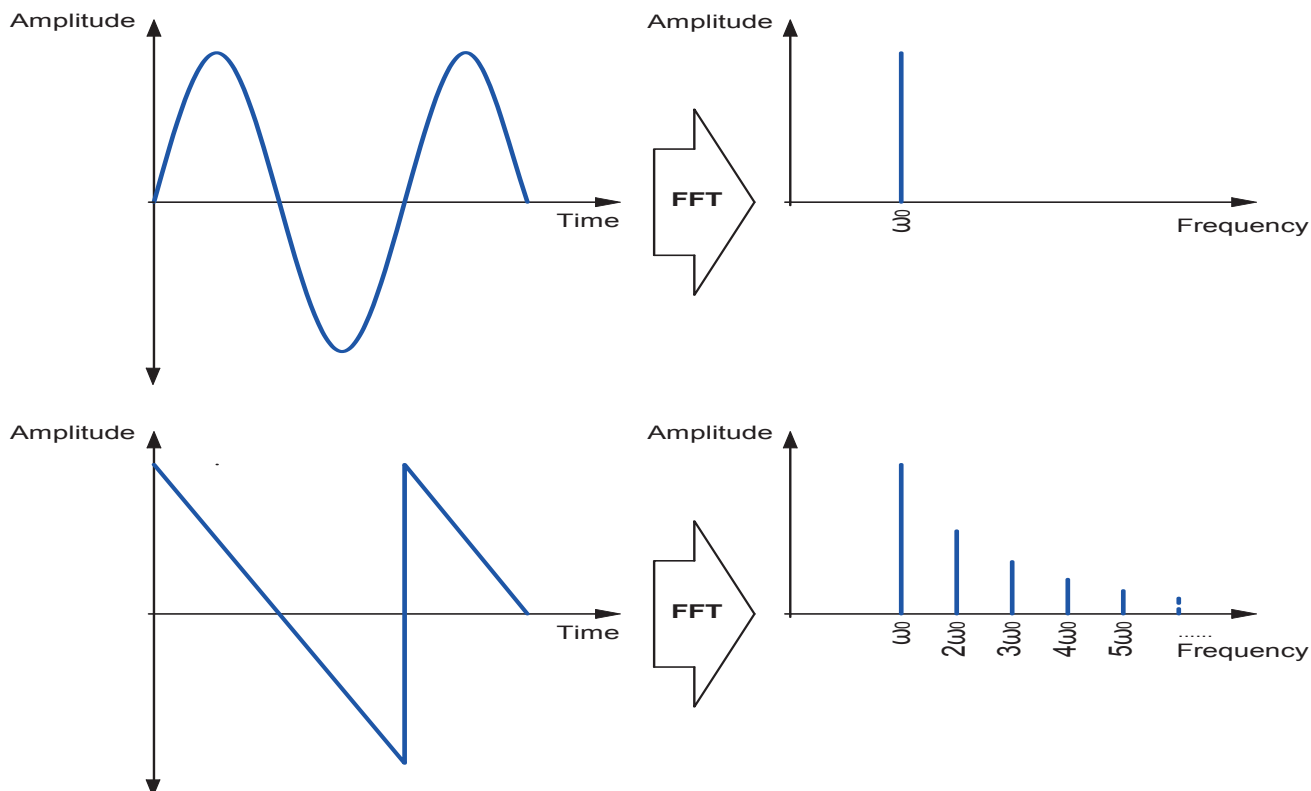 Amplitude
Time
FFT
Amplitude
ω0
Frequency
Amplitude
Time
FFT
Amplitude
ω0
2ω0
3ω0
4ω0
5ω0
......
Frequency